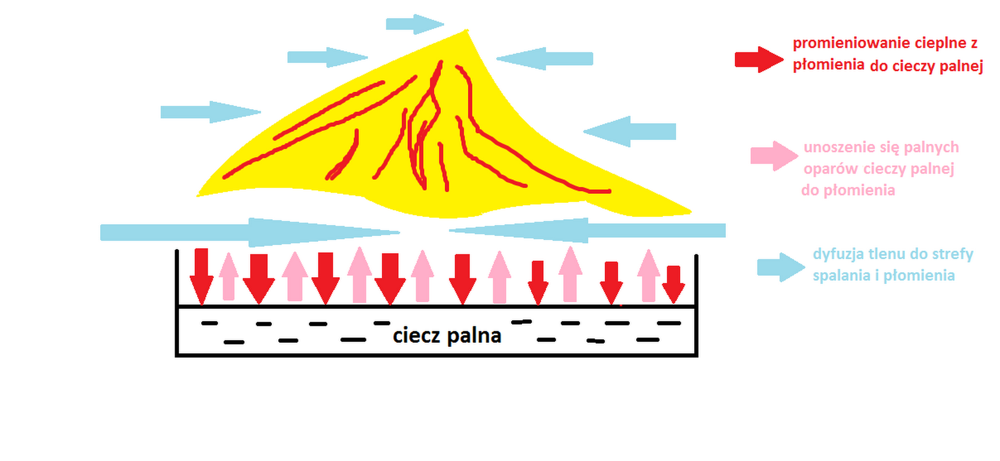 promieniowanie cieplne z
płomienia do cieczy palnej
unoszenie się palnych
oparów cieczy palnej
do płomienia
dyfuzja tlenu do strefy
spalania i płomienia
ciecz palna